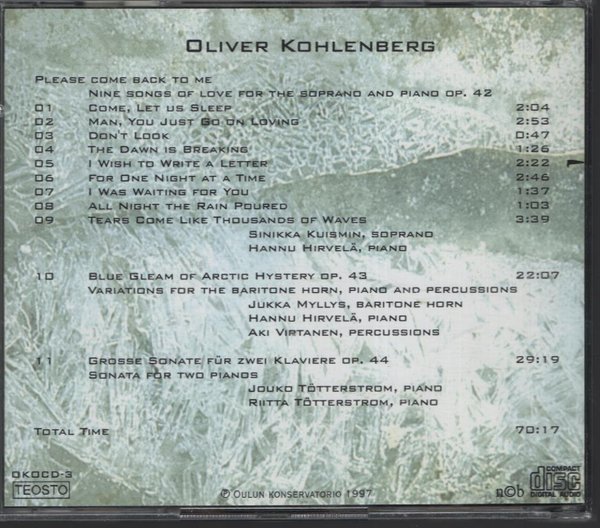 OLIVER KOHLENBERG
PLEASE COME BACK TO ME
NINE SONGS OF LOVE FOR THE SOPRANO AND PIANO OP. 42
01 COME, LET US SLEEP 2:04
02 MAN, YOU JUST GO ON LOVING 2:53
03 DON'T LOOK 0:47
04 THE DAWN IS BREAKING 1:26
05 I WISH TO WRITE A LETTER 2:22
06 FOR ONE NIGHT AT A TIME 2:46
07 I WAS WAITING FOR YOU 1:37
08 ALL NIGHT THE RAIN POURED 1:03
09 TEARS COME LIKE THOUSANDS OF WAVES 3:39
SINIKKA KUISMIN, SOPRANO
HANNU HIRVELÄ, PIANO
10 BLUE GLEAM OF ARCTIC HYSTERY OP. 43 22:07
VARIATIONS FOR THE BARITONE HORN, PIANO AND PERCUSSIONS
JUKKA MYLLYS, BARITONE HORN
HANNU HIRVELÄ, PIANO
AKI VIRTANEN, PERCUSSIONS
11 GROSSE SONATE FÜR ZWEI KLAVIERE OP. 44 29:19
SONATA FOR TWO PIANOS
JOUKO TÖTTERSTROM, PIANO
RIITTA TÖTTERSTROM, PIANO
TOTAL TIME 70:17
OKOCD-3
TEOSTO
℗ OULUN KONSERVATORIO 1997
n©b
COMPACT
disc
DIGITAL AUDIO